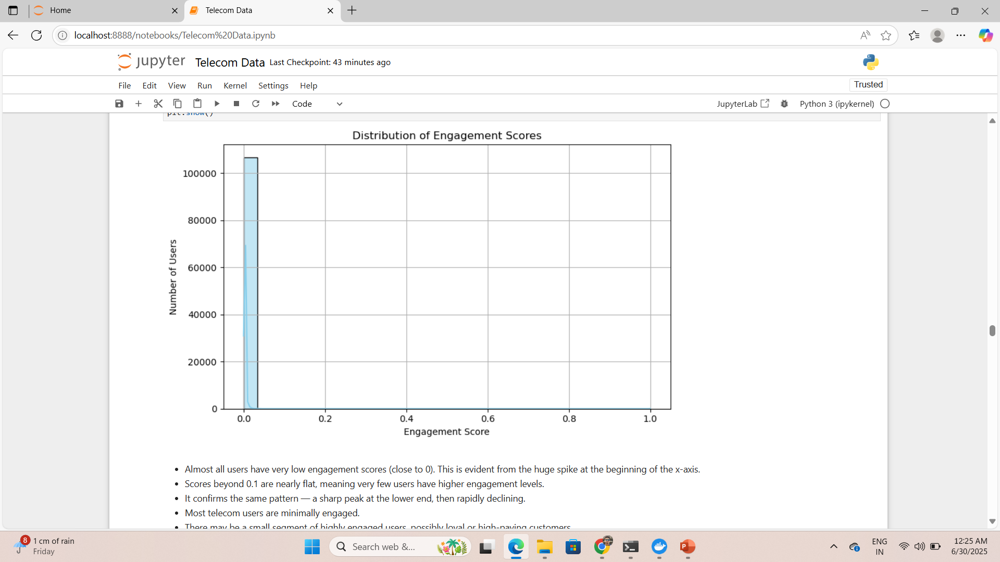 Home
Telecom Data
localhost:8888/notebooks/Telecom%20Data.ipynb
jupyter Telecom Data Last Checkpoint: 43 minutes ago
File Edit View Run Kernel Settings Help
Trusted
Code
JupyterLab
Python 3 (ipykernel)
plt.show()
Distribution of Engagement Scores
100000
80000
60000
40000
20000
0
Number of Users
0.0 0.2 0.4 0.6 0.8 1.0
Engagement Score
• Almost all users have very low engagement scores (close to 0). This is evident from the huge spike at the beginning of the x-axis.
• Scores beyond 0.1 are nearly flat, meaning very few users have higher engagement levels.
• It confirms the same pattern — a sharp peak at the lower end, then rapidly declining.
• Most telecom users are minimally engaged.
• There may be a small segment of highly engaged users, possibly loyal or high-paying customers.
8
1 cm of rain
Friday
Search web &...
P
ENG
IN
12:25 AM
6/30/2025